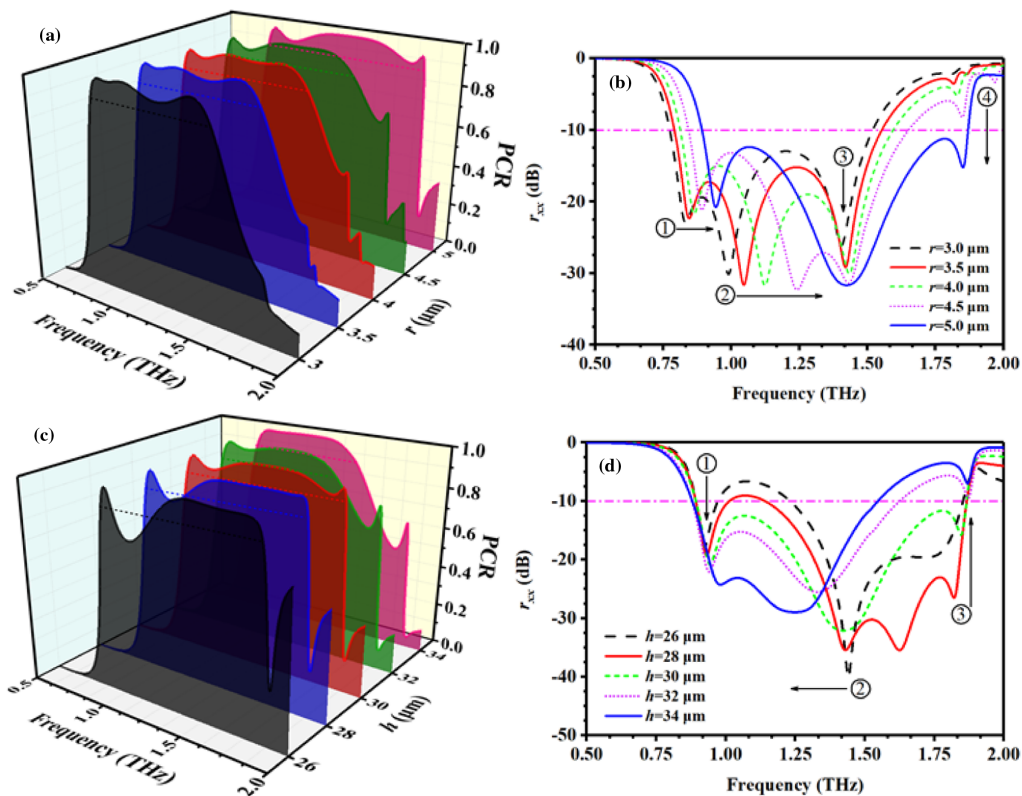 (a)
1.0
0.8
0.6
0.4
0.2
0.0
PCR
5
4.5
4
3.5
3
r (μm)
0.5
1.0
1.5
2.0
Frequency (THz)
(b)
0
-10
-20
-30
-40
r_xx (dB)
①
②
③
④
r=3.0 μm
r=3.5 μm
r=4.0 μm
r=4.5 μm
r=5.0 μm
0.50 0.75 1.00 1.25 1.50 1.75 2.00
Frequency (THz)
(c)
1.0
0.8
0.6
0.4
0.2
0.0
PCR
34
32
30
28
26
h (μm)
0.5
1.0
1.5
2.0
Frequency (THz)
(d)
0
-10
-20
-30
-40
-50
r_xx (dB)
①
②
③
h=26 μm
h=28 μm
h=30 μm
h=32 μm
h=34 μm
0.50 0.75 1.00 1.25 1.50 1.75 2.00
Frequency (THz)